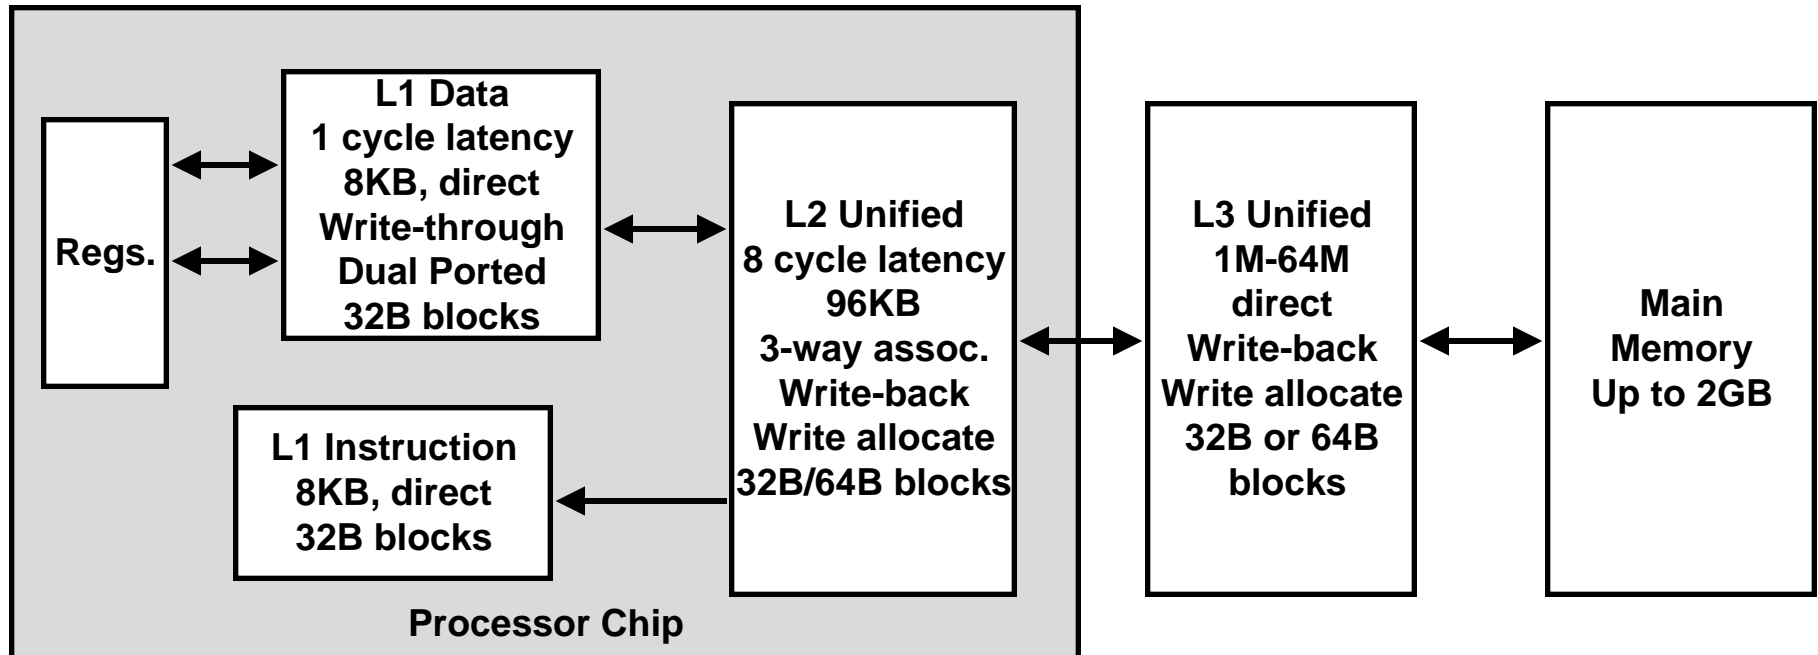 Regs.
L1 Data
1 cycle latency
8KB, direct
Write-through
Dual Ported
32B blocks
L1 Instruction
8KB, direct
32B blocks
L2 Unified
8 cycle latency
96KB
3-way assoc.
Write-back
Write allocate
32B/64B blocks
Processor Chip
L3 Unified
1M-64M
direct
Write-back
Write allocate
32B or 64B
blocks
Main
Memory
Up to 2GB